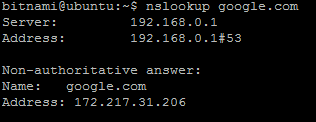 bitnami@ubuntu:~$ nslookup google.com
Server:         192.168.0.1
Address:        192.168.0.1#53

Non-authoritative answer:
Name:   google.com
Address: 172.217.31.206